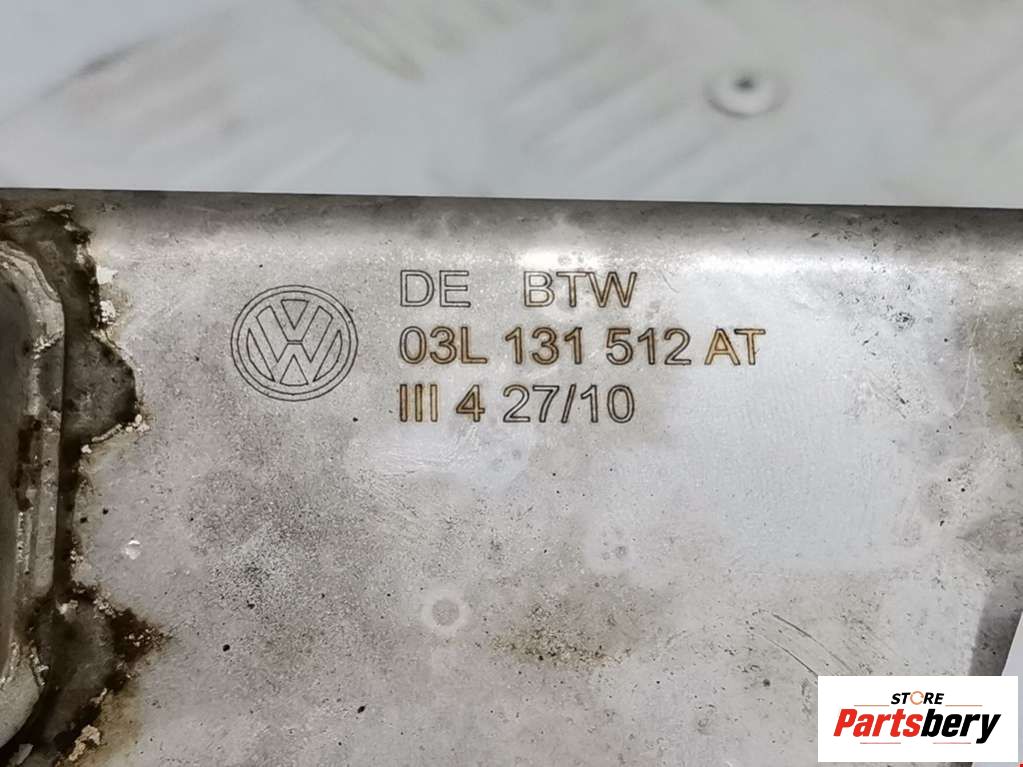 DE BTW
03L 131 512 AT
III 4 27/10
STORE
Partsbery